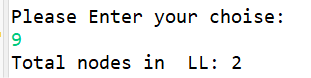 Please Enter your choise:
9
Total nodes in  LL: 2